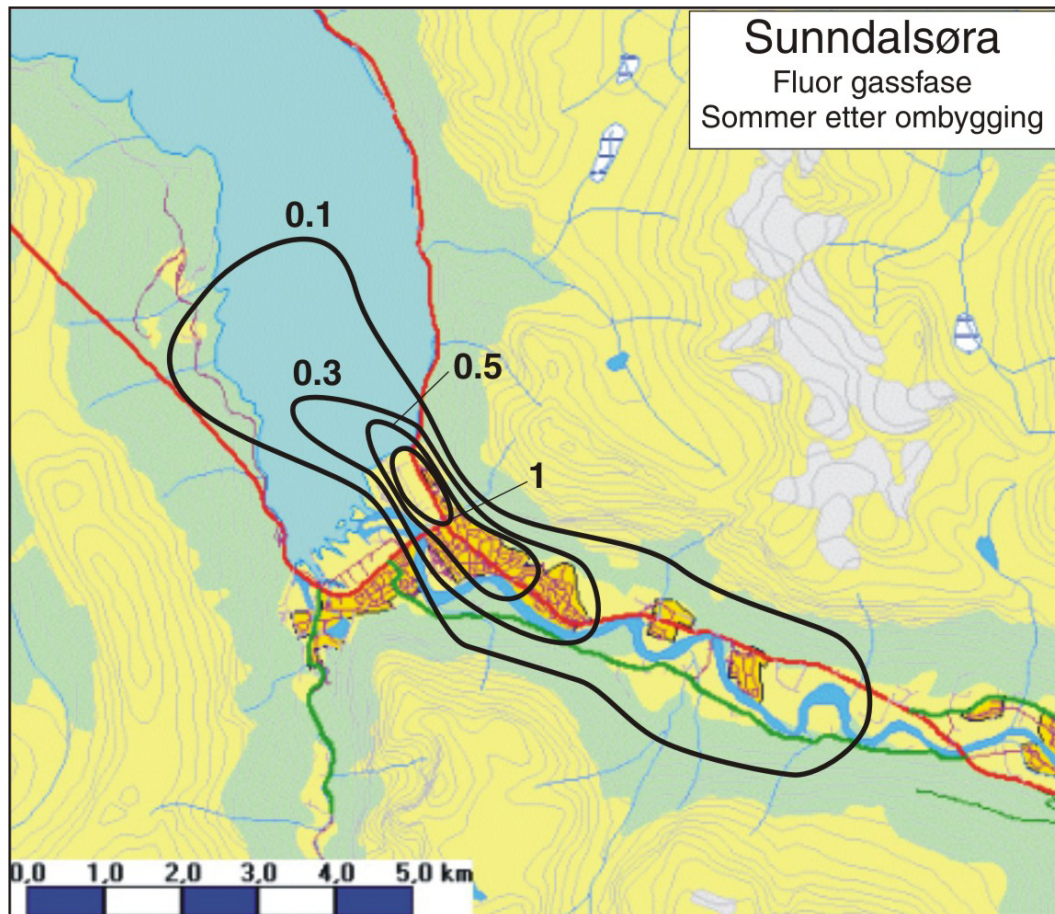 Sunndalsøra
Fluor gassfase
Sommer etter ombygging
0.1
0.3
0.5
1
0,0 1,0 2,0 3,0 4,0 5,0 km